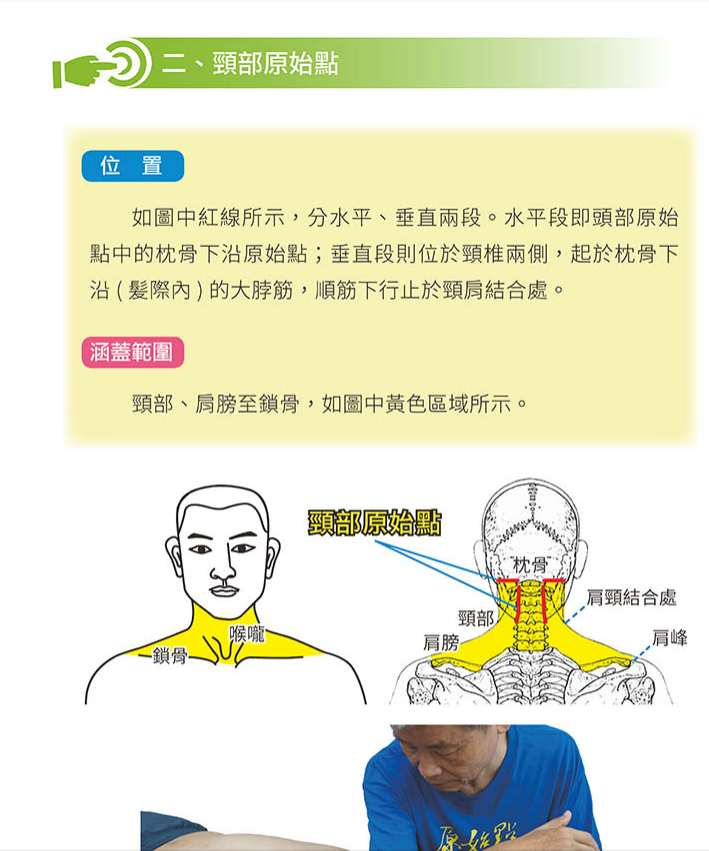 二、頸部原始點
位 置
如圖中紅線所示，分水平、垂直兩段。水平段即頭部原始
點中的枕骨下沿原始點；垂直段則位於頸椎兩側，起於枕骨下
沿 ( 髮際內 ) 的大脖筋，順筋下行止於頸肩結合處。
涵蓋範圍
頸部、肩膀至鎖骨，如圖中黃色區域所示。
頸部原始點
枕骨
肩頸結合處
頸部
喉嚨
肩膀
肩峰
鎖骨
原始點